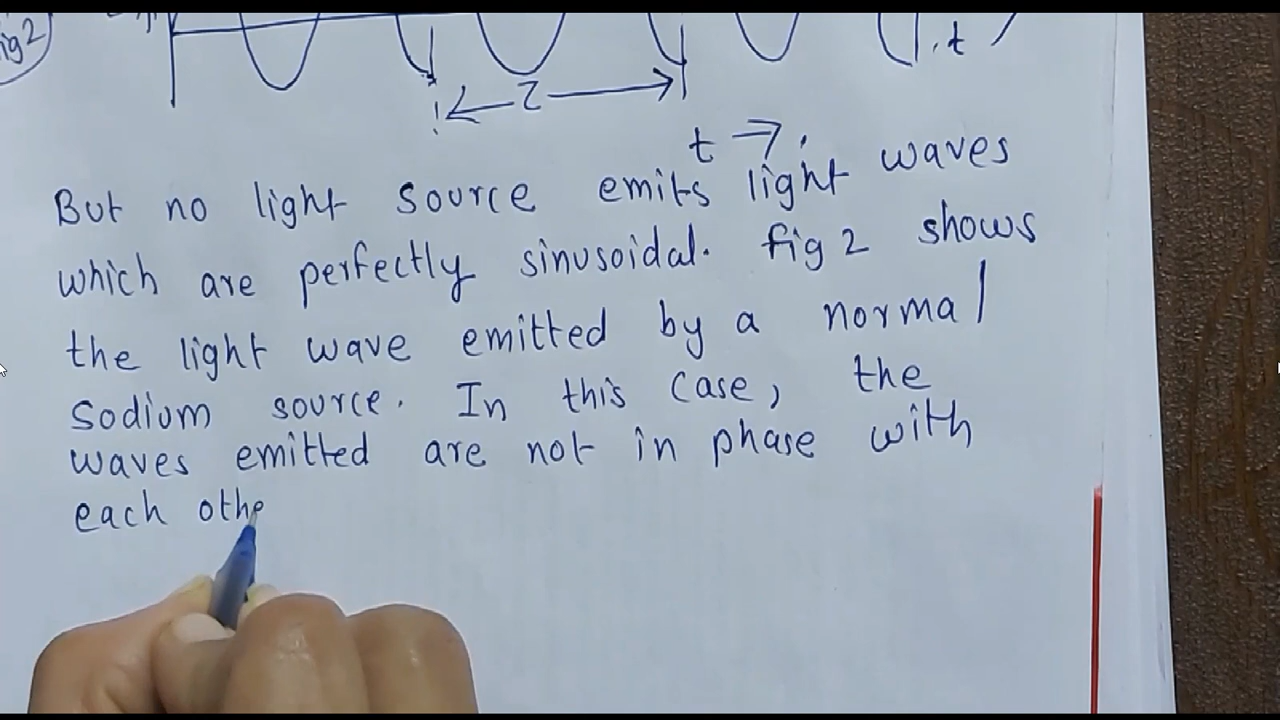 fig 2
τ
t
t →
But no light source emits light waves
which are perfectly sinusoidal. fig 2 shows
the light wave emitted by a normal
sodium source. In this case, the
waves emitted are not in phase with
each othe